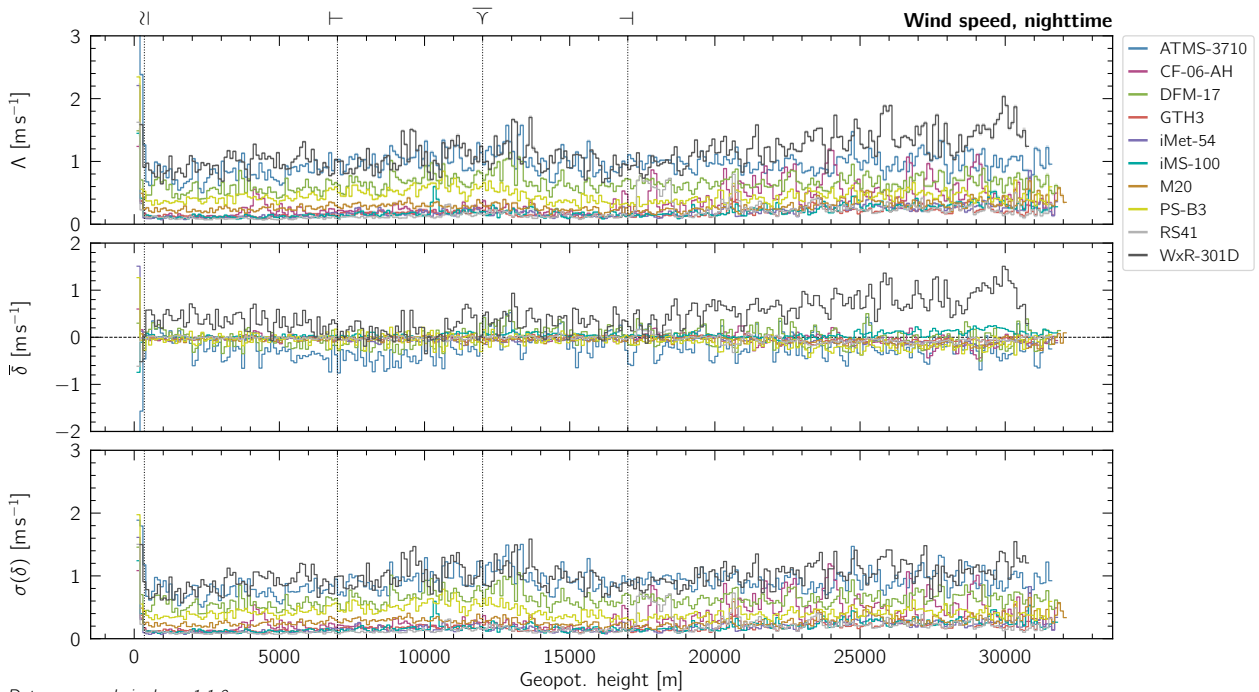 Wind speed, nighttime
3
2
1
0
Λ [m s⁻¹]
2
1
0
−1
−2
δ̅ [m s⁻¹]
3
2
1
0
σ(δ) [m s⁻¹]
0 5000 10000 15000 20000 25000 30000
Geopot. height [m]
ATMS-3710
CF-06-AH
DFM-17
GTH3
iMet-54
iMS-100
M20
PS-B3
RS41
WxR-301D